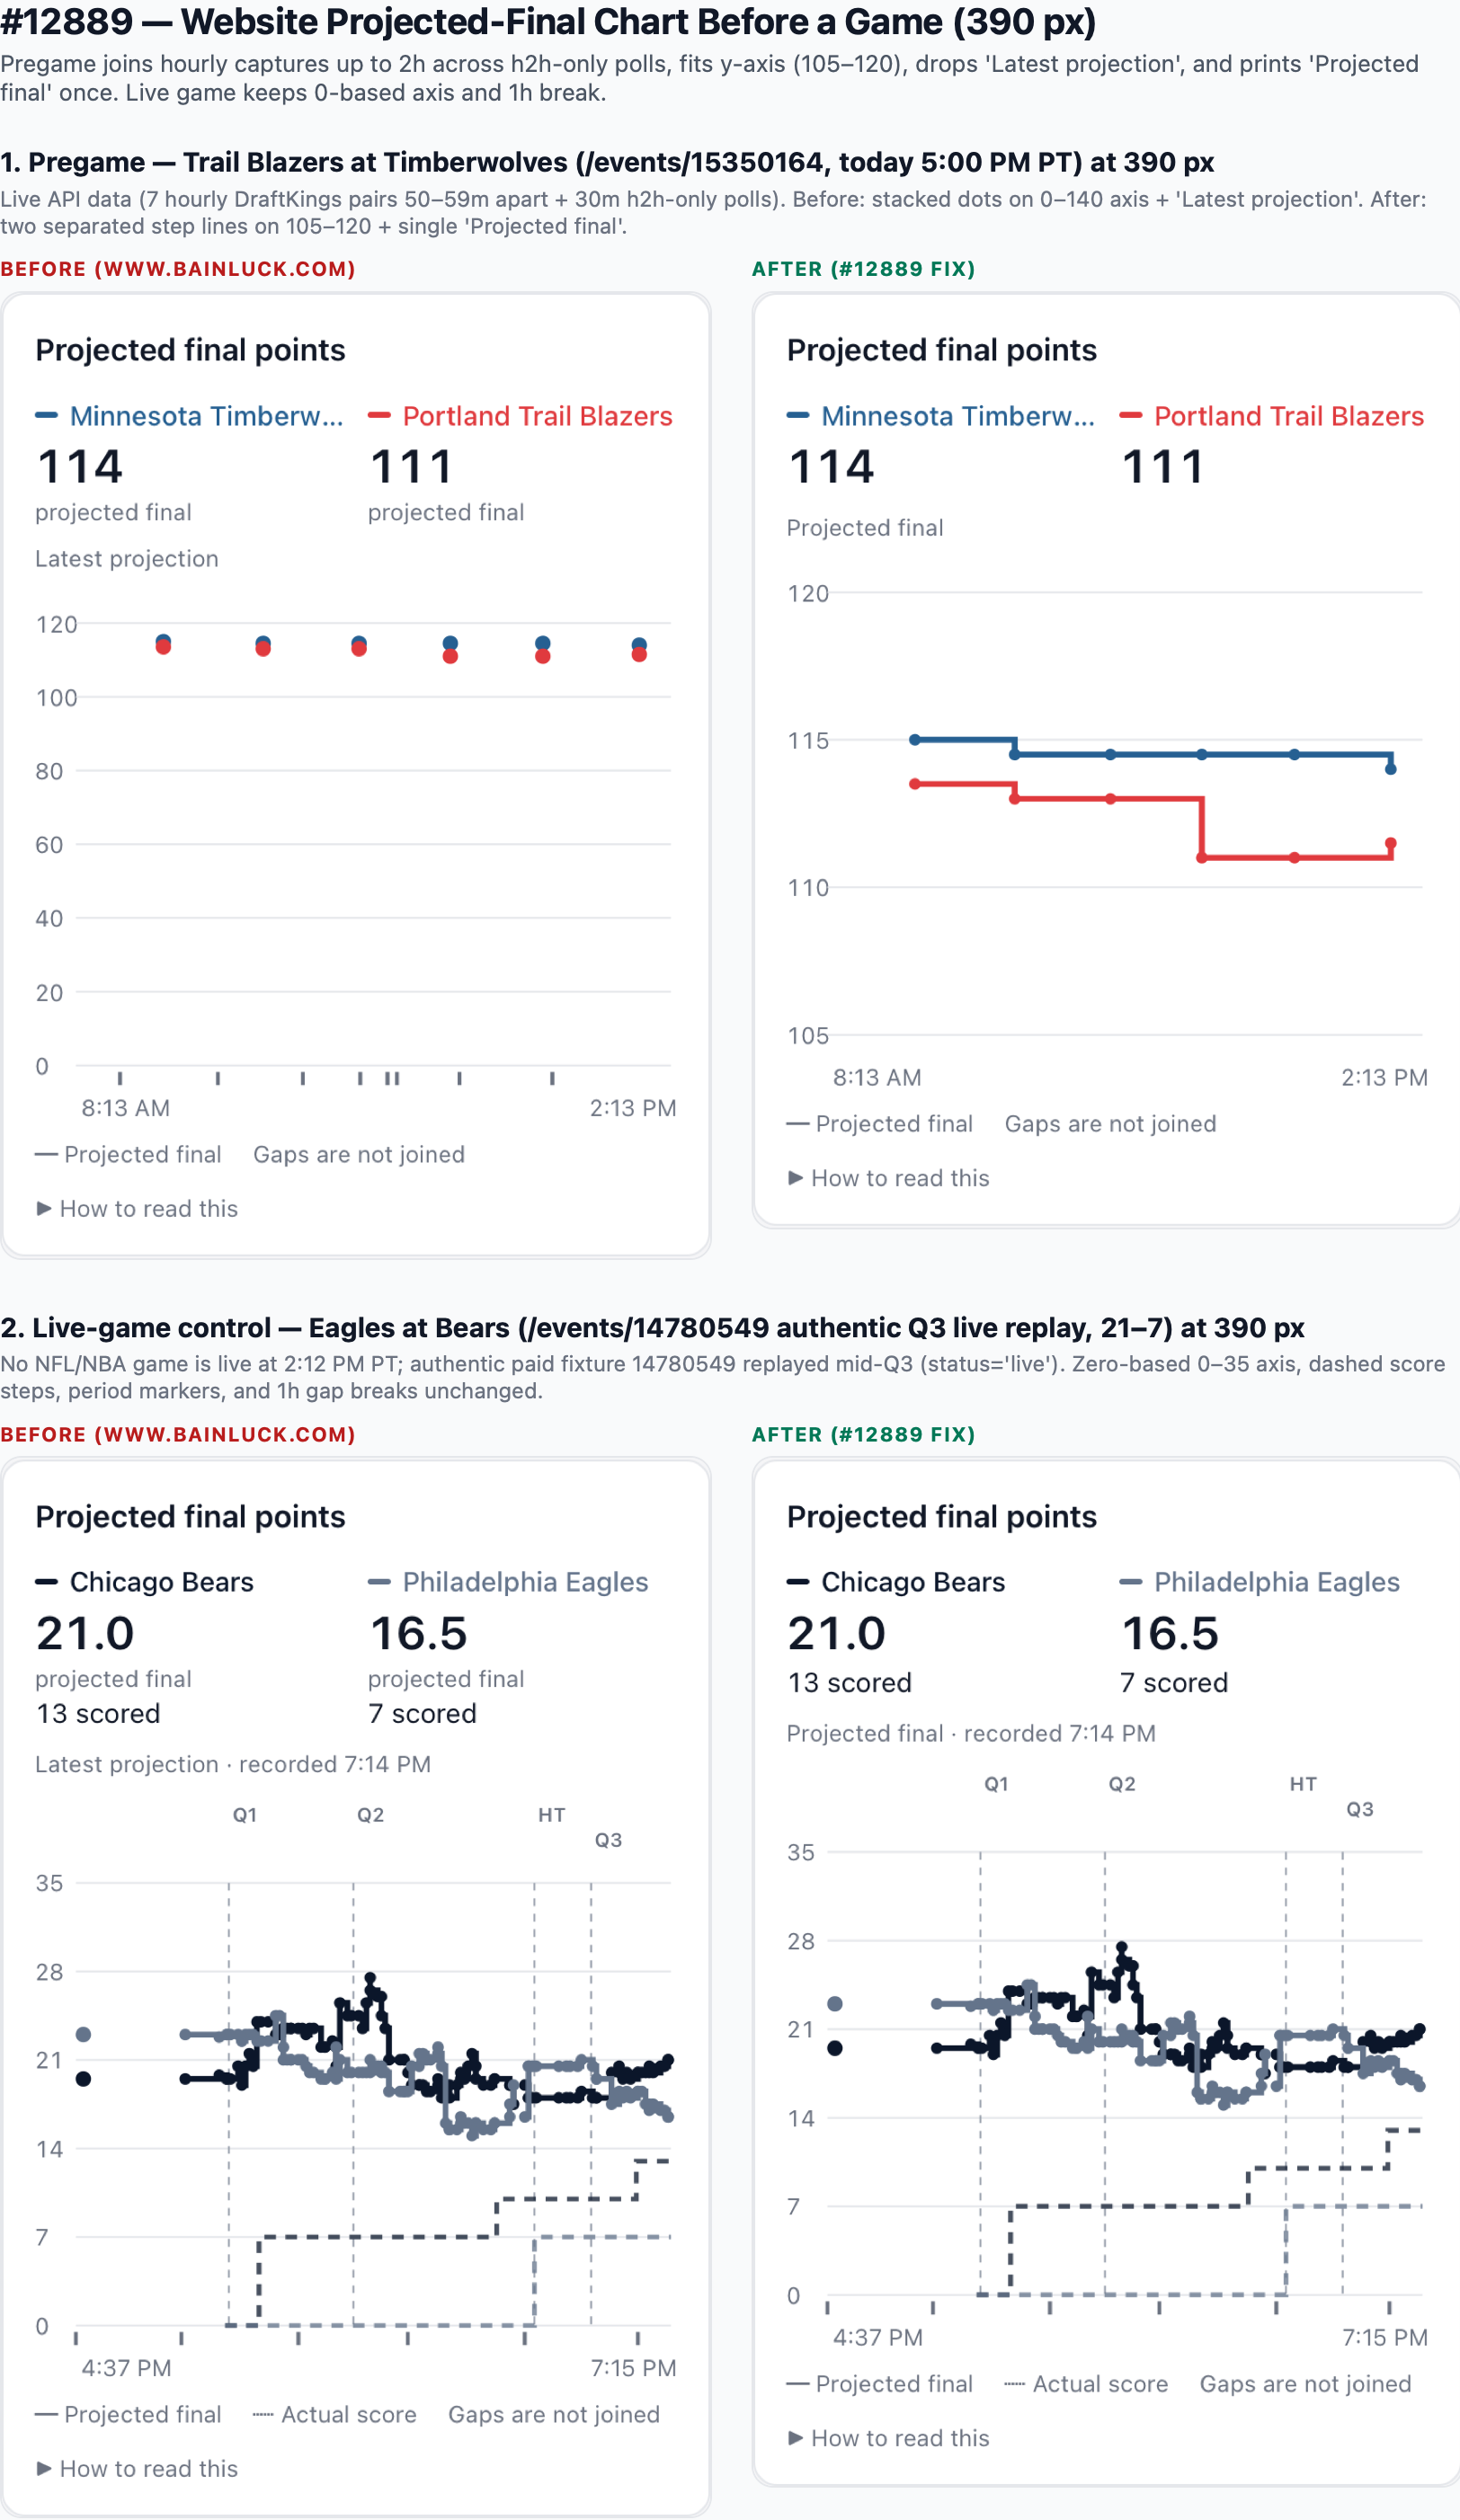 #12889 — Website Projected-Final Chart Before a Game (390 px)
Pregame joins hourly captures up to 2h across h2h-only polls, fits y-axis (105–120), drops 'Latest projection', and prints 'Projected
final' once. Live game keeps 0-based axis and 1h break.
1. Pregame — Trail Blazers at Timberwolves (/events/15350164, today 5:00 PM PT) at 390 px
Live API data (7 hourly DraftKings pairs 50–59m apart + 30m h2h-only polls). Before: stacked dots on 0–140 axis + 'Latest projection'. After:
two separated step lines on 105–120 + single 'Projected final'.
BEFORE (WWW.BAINLUCK.COM)
Projected final points
Minnesota Timberw... Portland Trail Blazers
114 111
projected final projected final
Latest projection
120
100
80
60
40
20
0
8:13 AM 2:13 PM
Projected final Gaps are not joined
▶ How to read this
AFTER (#12889 FIX)
Projected final points
Minnesota Timberw... Portland Trail Blazers
114 111
Projected final
120
115
110
105
8:13 AM 2:13 PM
Projected final Gaps are not joined
▶ How to read this
2. Live-game control — Eagles at Bears (/events/14780549 authentic Q3 live replay, 21–7) at 390 px
No NFL/NBA game is live at 2:12 PM PT; authentic paid fixture 14780549 replayed mid-Q3 (status='live'). Zero-based 0–35 axis, dashed score
steps, period markers, and 1h gap breaks unchanged.
BEFORE (WWW.BAINLUCK.COM)
Projected final points
Chicago Bears Philadelphia Eagles
21.0 16.5
projected final projected final
13 scored 7 scored
Latest projection · recorded 7:14 PM
Q1 Q2 HT
Q3
35
28
21
14
7
0
4:37 PM 7:15 PM
Projected final Actual score Gaps are not joined
▶ How to read this
AFTER (#12889 FIX)
Projected final points
Chicago Bears Philadelphia Eagles
21.0 16.5
13 scored 7 scored
Projected final · recorded 7:14 PM
Q1 Q2 HT
Q3
35
28
21
14
7
0
4:37 PM 7:15 PM
Projected final Actual score Gaps are not joined
▶ How to read this